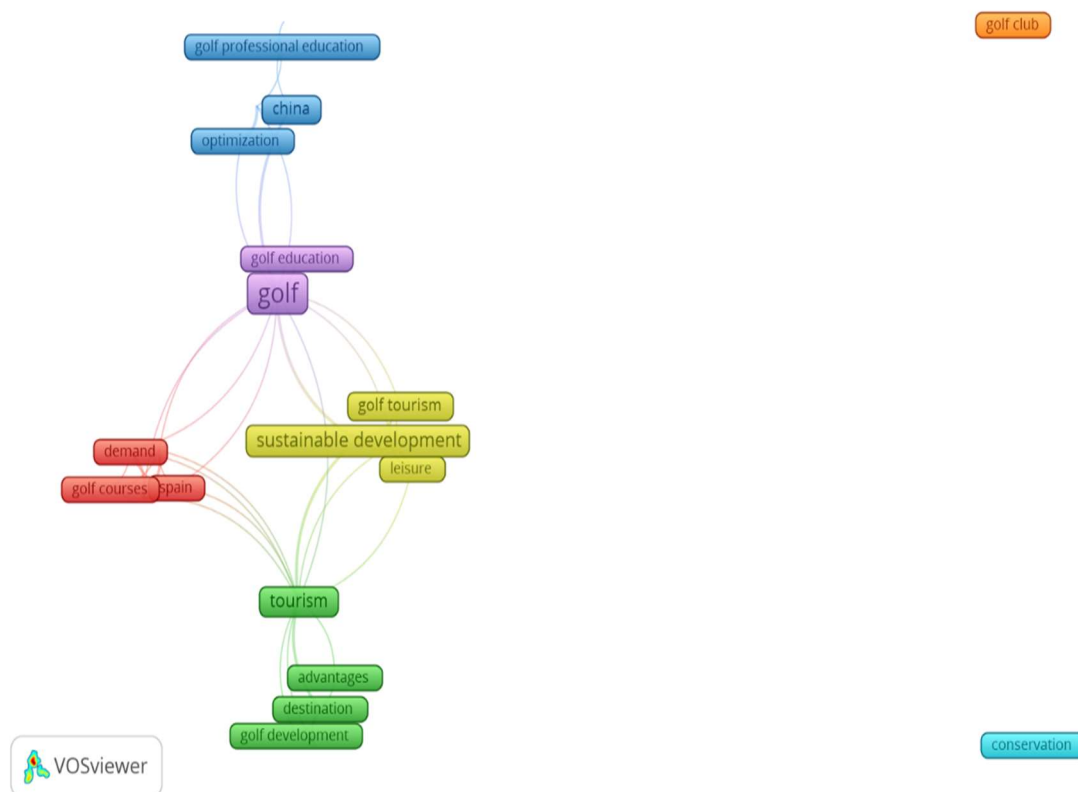 golf club
golf professional education
china
optimization
golf education
golf
golf tourism
sustainable development
demand
leisure
golf courses
spain
tourism
advantages
destination
golf development
conservation
VOSviewer